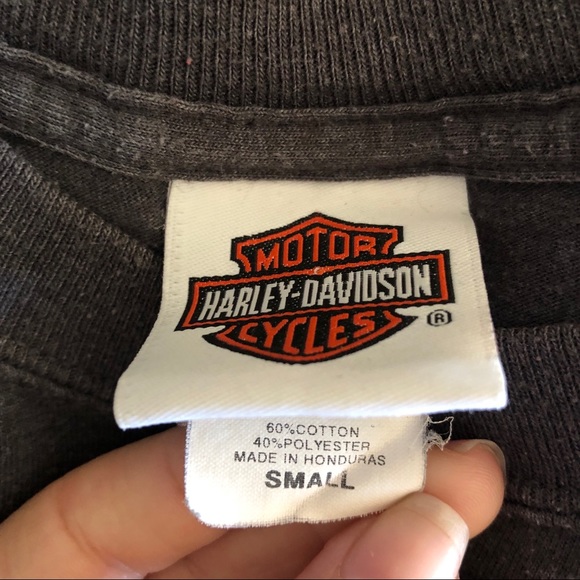 MOTOR
HARLEY-DAVIDSON
CYCLES ®
60%COTTON
40%POLYESTER
MADE IN HONDURAS
SMALL